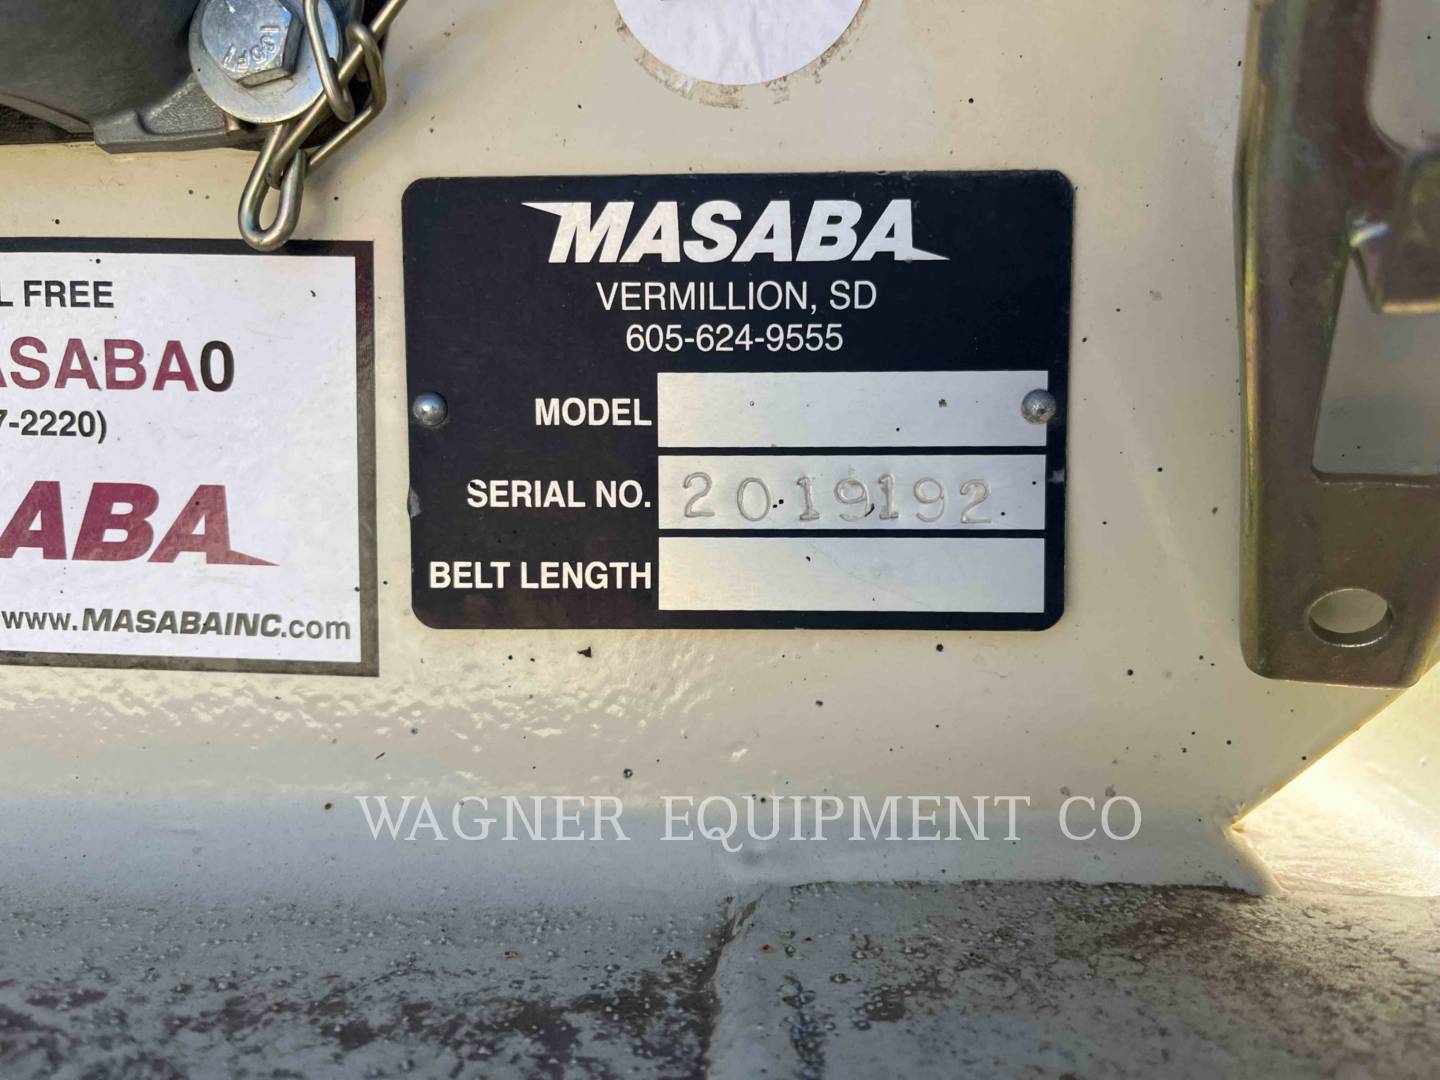 MASABA
VERMILLION, SD
605-624-9555
MODEL
SERIAL NO. 2019192
BELT LENGTH
L FREE
ASABA0
7-2220)
ABA
www.MASABAINC.com
WAGNER EQUIPMENT CO